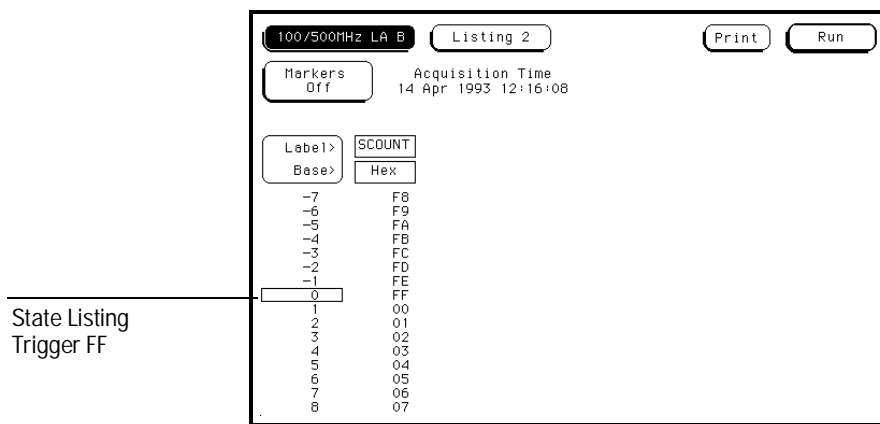 100/500MHz LA B Listing 2 Print Run
Markers Off
Acquisition Time
14 Apr 1993 12:16:08
Label> SCOUNT
Base> Hex
-7 F8
-6 F9
-5 FA
-4 FB
-3 FC
-2 FD
-1 FE
0 FF
1 00
2 01
3 02
4 03
5 04
6 05
7 06
8 07
State Listing
Trigger FF